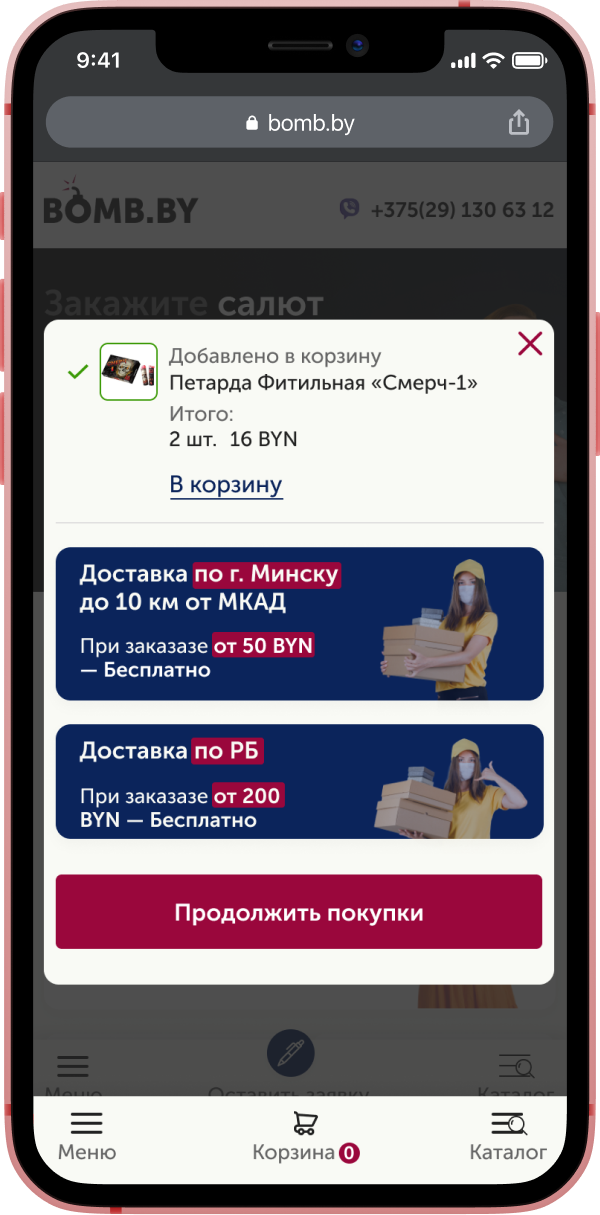 9:41
bomb.by
BOMB.BY
+375(29) 130 63 12
Закажите салют
Добавлено в корзину
Петарда Фитильная «Смерч-1»
Итого:
2 шт. 16 BYN
В корзину
Доставка по г. Минску
до 10 км от МКАД
При заказазе от 50 BYN
— Бесплатно
Доставка по РБ
При заказазе от 200
BYN — Бесплатно
Продолжить покупки
Меню Оставить заявку Каталог
Меню Корзина 0 Каталог